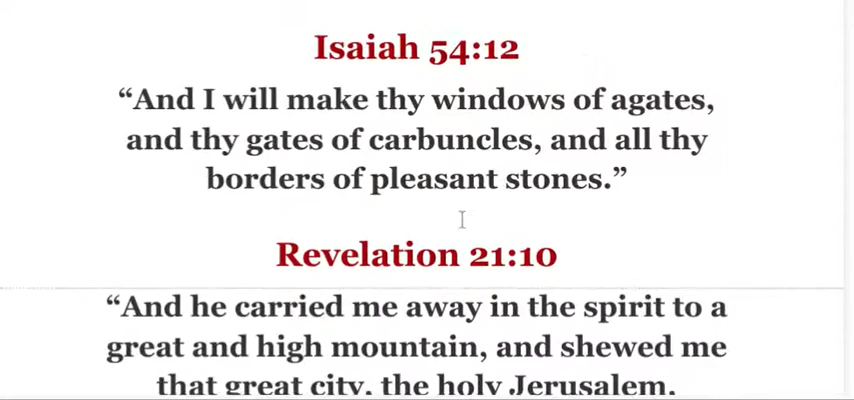 Isaiah 54:12
“And I will make thy windows of agates,
and thy gates of carbuncles, and all thy
borders of pleasant stones.”
Revelation 21:10
“And he carried me away in the spirit to a
great and high mountain, and shewed me
that great city, the holy Jerusalem,